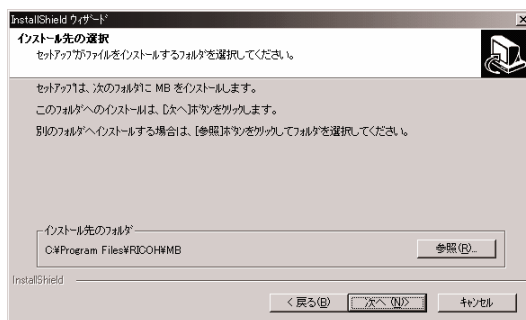 InstallShield ウィザード
インストール先の選択
セットアップがファイルをインストールするフォルダを選択してください。
セットアップは、次のフォルダに MB をインストールします。
このフォルダへのインストールは、[次へ]ボタンをクリックします。
別のフォルダへインストールする場合は、[参照]ボタンをクリックしてフォルダを選択してください。
インストール先のフォルダ
C:¥Program Files¥RICOH¥MB
参照(R)...
InstallShield
< 戻る(B)
次へ (N)>
キャンセル